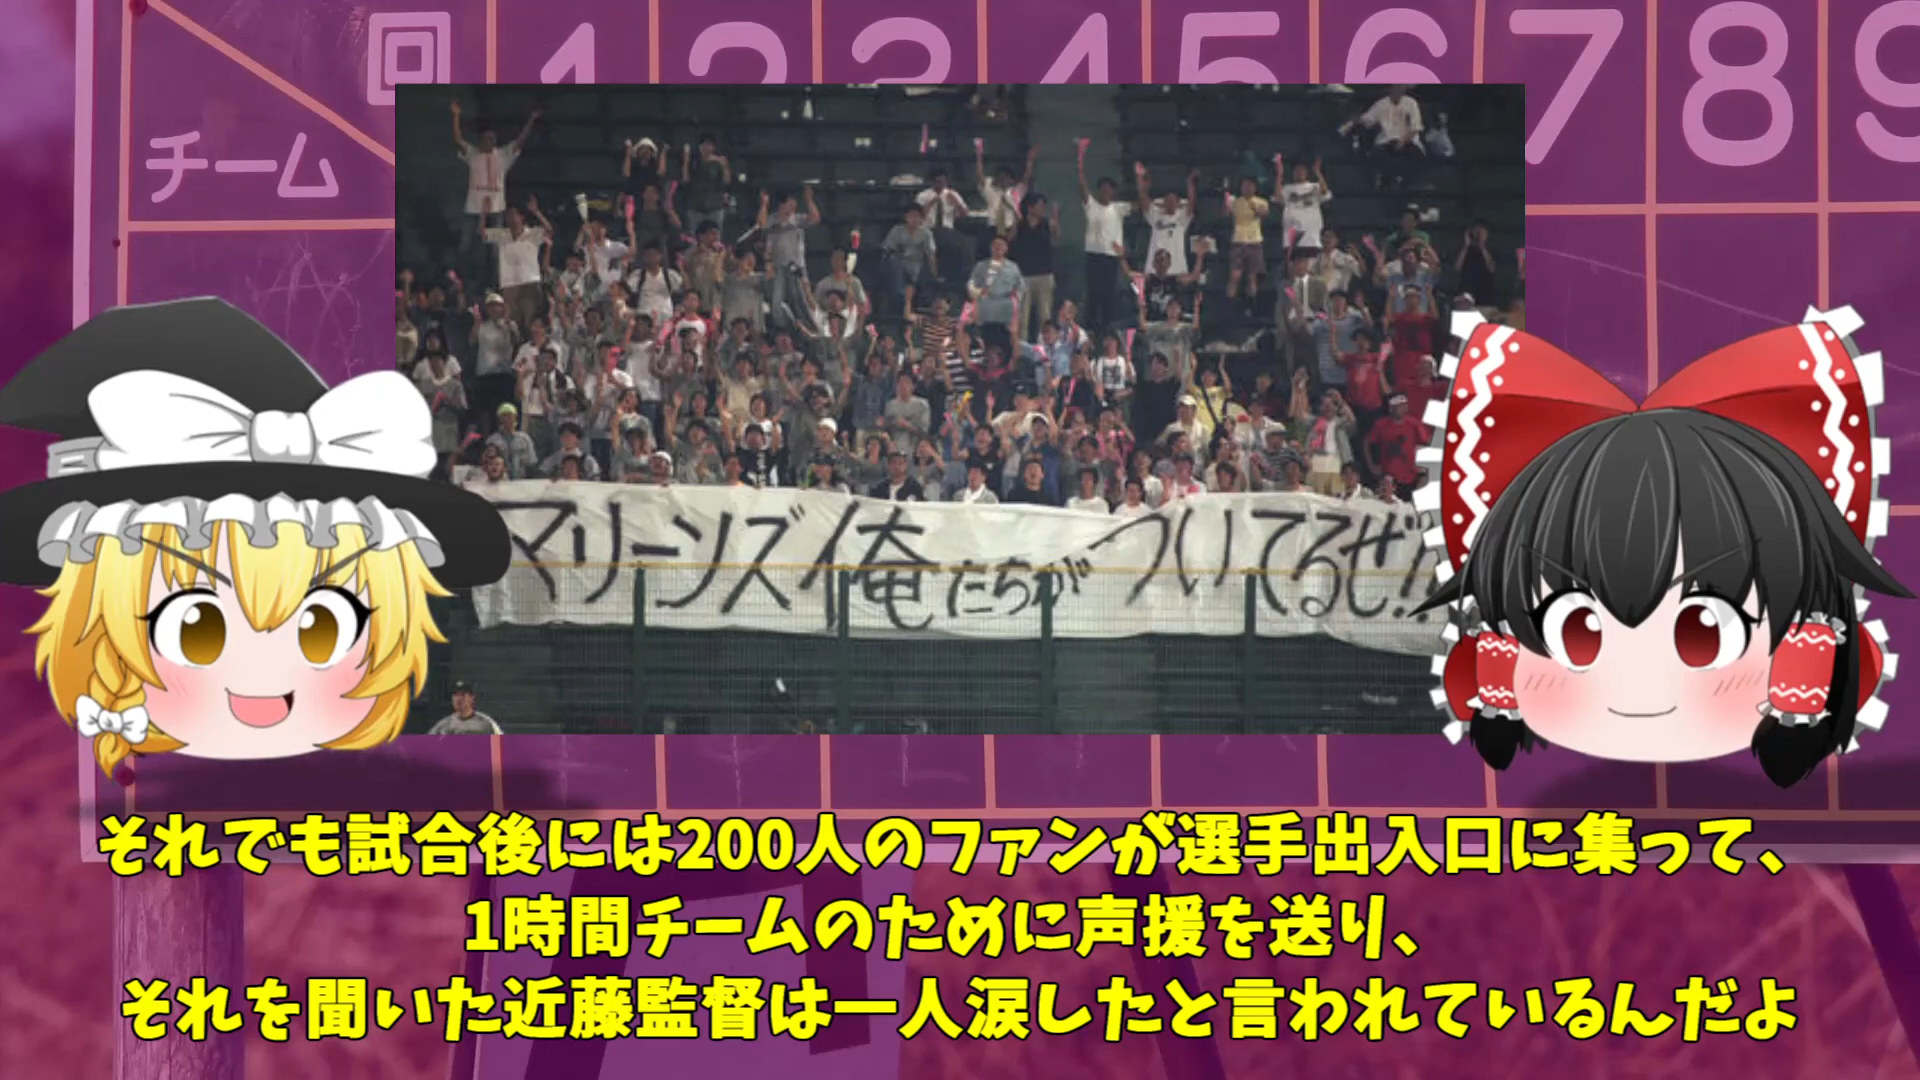 回 1 2 3 4 5 6 7 8 9
チーム
マリーンズ俺たちがついてるぜ!!
それでも試合後には200人のファンが選手出入口に集って、
1時間チームのために声援を送り、
それを聞いた近藤監督は一人涙したと言われているんだよ